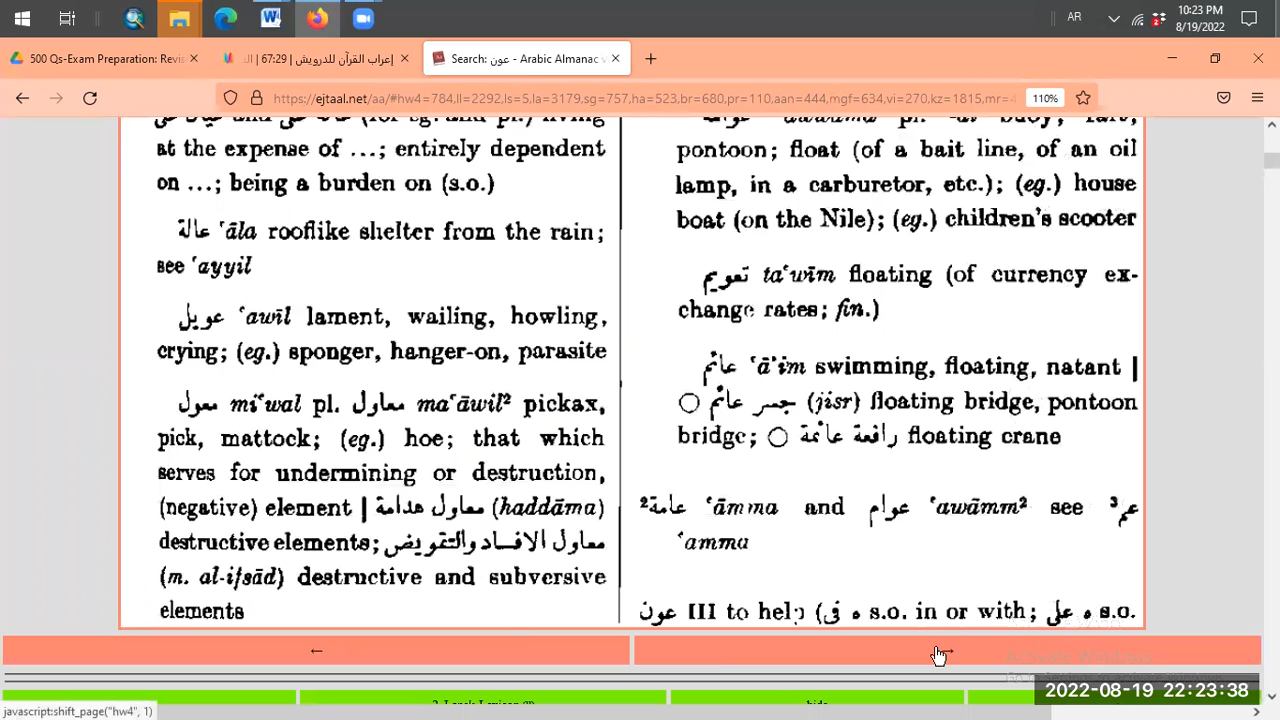 AR
10:23 PM
8/19/2022
500 Qs-Exam Preparation: Revi
إعراب القرآن للدرويش | 67:29 | الـ
Search: عون - Arabic Almanac
https://ejtaal.net/aa/#hw4=784,ll=2292,ls=5,la=3179,sg=757,ha=523,br=680,pr=110,aan=444,mgf=634,vi=270,kz=1815,mr=4
110%
at the expense of ...; entirely dependent
on ...; being a burden on (s.o.)
عالة ʿāla rooflike shelter from the rain;
see ʿayyil
عويل ʿawīl lament, wailing, howling,
crying; (eg.) sponger, hanger-on, parasite
معول miʿwal pl. معاول maʿāwil² pickax,
pick, mattock; (eg.) hoe; that which
serves for undermining or destruction,
(negative) element | معاول هدامة (haddāma)
destructive elements; معاول الافساد والتقويض
(m. al-ifsād) destructive and subversive
elements
pontoon; float (of a bait line, of an oil
lamp, in a carburetor, etc.); (eg.) house
boat (on the Nile); (eg.) children's scooter
تعويم taʿwīm floating (of currency ex-
change rates; fin.)
عائم ʿāʾim swimming, floating, natant |
○ جسر عائم (jisr) floating bridge, pontoon
bridge; ○ رافعة عائمة floating crane
²عامة ʿāmma and عوام ʿawāmm² see ³عم
ʿamma
عون III to help (ه فى s.o. in or with; ه على s.o.
← →
2022-08-19 22:23:38
javascript:shift_page("hw4", 1)